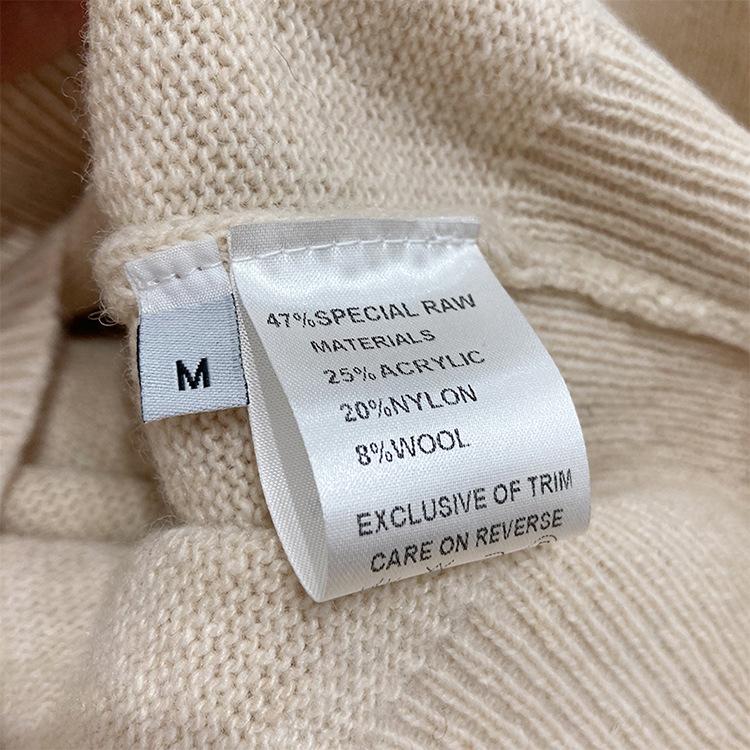 M
47%SPECIAL RAW
MATERIALS
25%ACRYLIC
20%NYLON
8%WOOL
EXCLUSIVE OF TRIM
CARE ON REVERSE